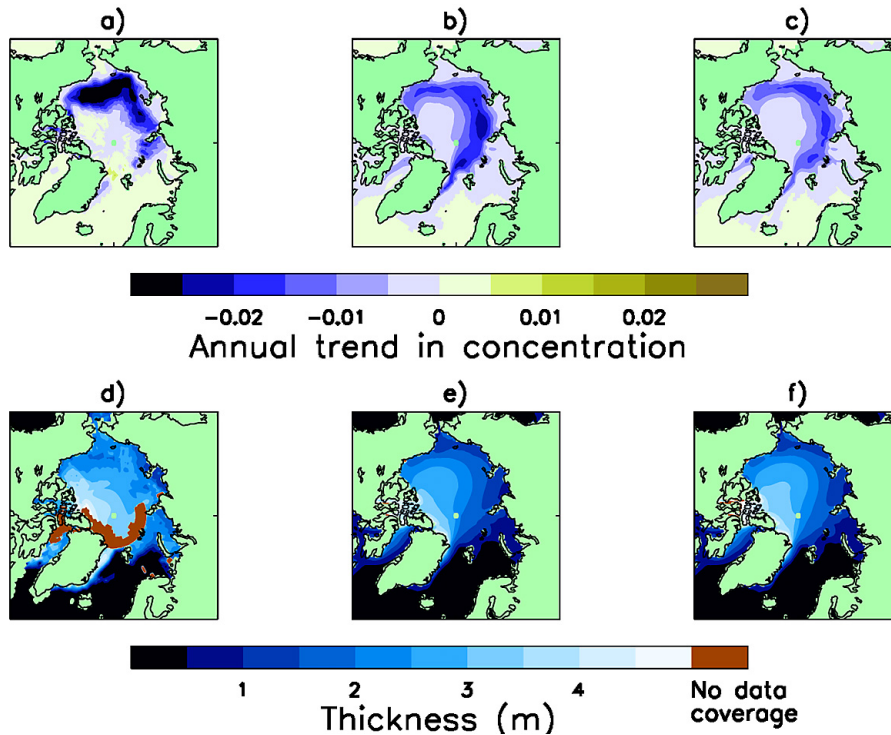 a) b) c)
-0.02 -0.01 0 0.01 0.02
Annual trend in concentration
d) e) f)
1 2 3 4 No data
coverage
Thickness (m)